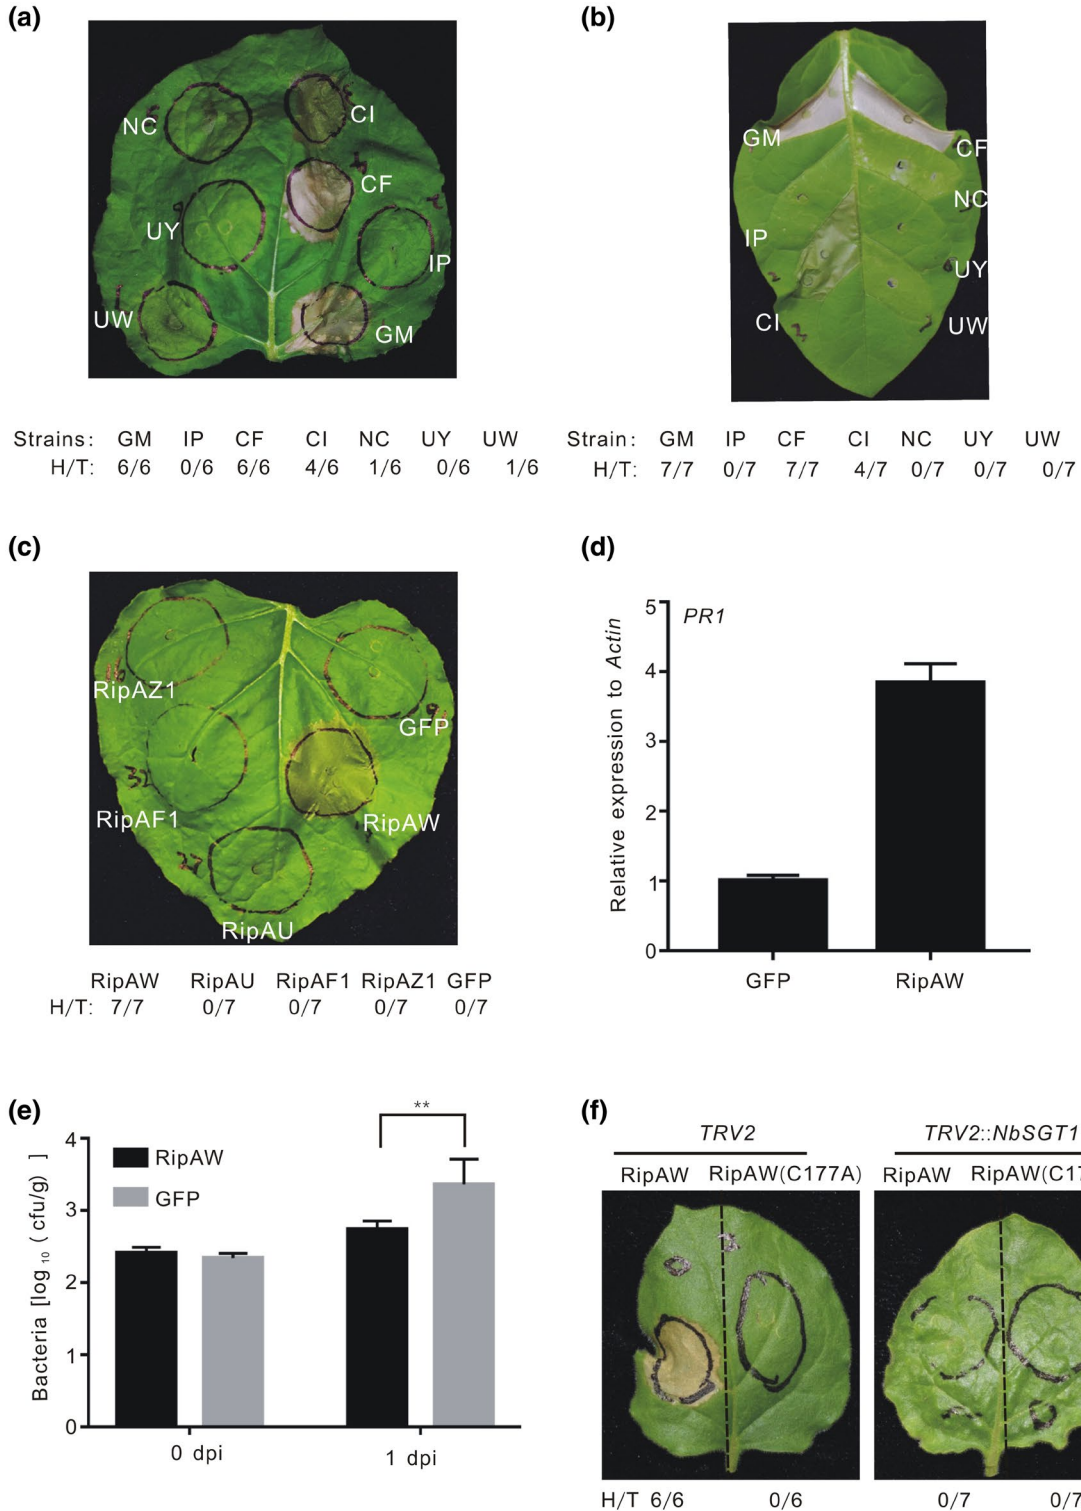 (a)
NC
CI
CF
UY
IP
UW
GM
Strains: GM IP CF CI NC UY UW
H/T: 6/6 0/6 6/6 4/6 1/6 0/6 1/6
(b)
GM
CF
NC
IP
UY
CI
UW
Strain: GM IP CF CI NC UY UW
H/T: 7/7 0/7 7/7 4/7 0/7 0/7 0/7
(c)
RipAZ1
GFP
RipAF1
RipAW
RipAU
RipAW RipAU RipAF1 RipAZ1 GFP
H/T: 7/7 0/7 0/7 0/7 0/7
(d)
PR1
Relative expression to Actin
5
4
3
2
1
0
GFP RipAW
(e)
**
RipAW
GFP
Bacteria [log 10 ( cfu/g) ]
4
3
2
1
0
0 dpi 1 dpi
(f)
TRV2 TRV2::NbSGT1
RipAW RipAW(C177A) RipAW RipAW(C17
H/T 6/6 0/6 0/7 0/7